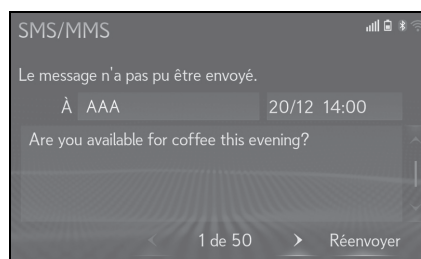 SMS/MMS
Le message n'a pas pu être envoyé.
À AAA 20/12 14:00
Are you available for coffee this evening?
1 de 50 Réenvoyer